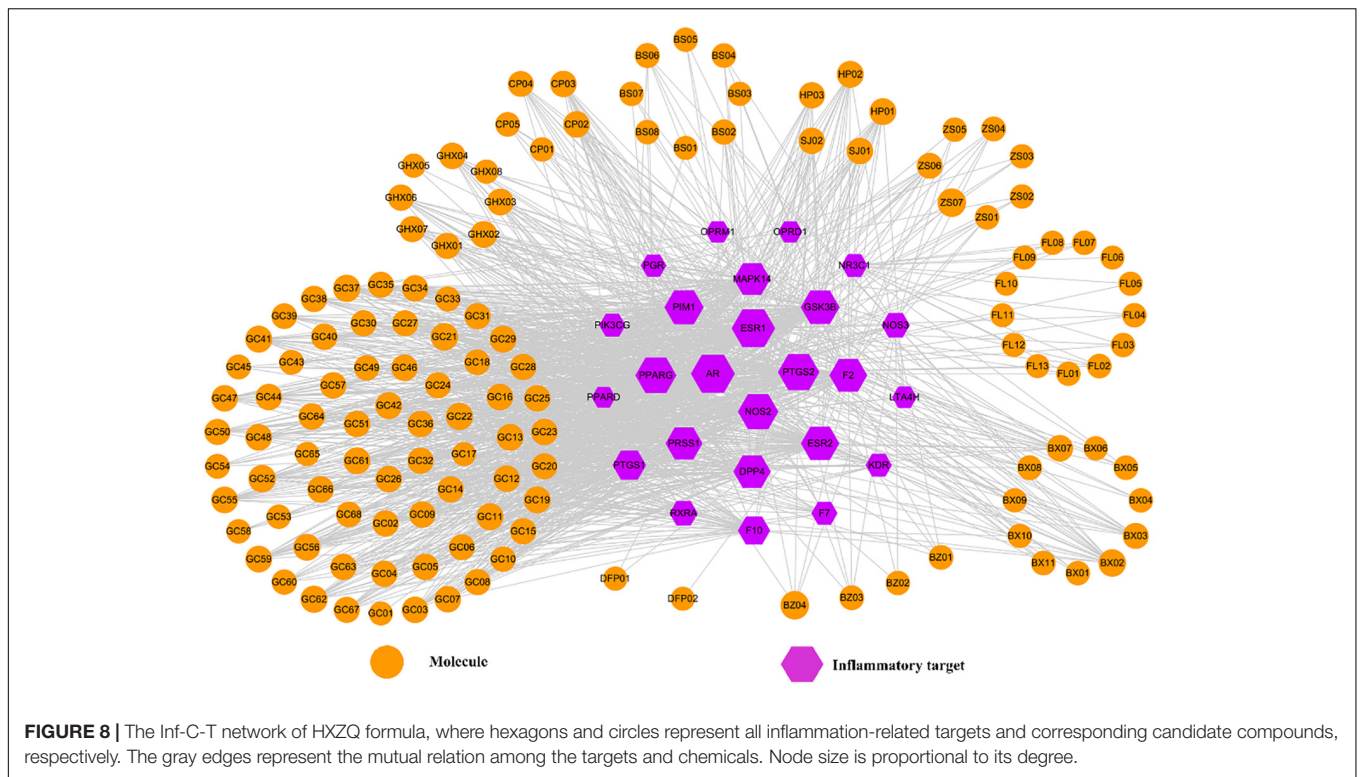 BS05
BS06
BS04
CP04
CP03
BS07
BS03
HP03
HP02
HP01
CP05
CP02
CP01
BS08
BS01
BS02
SJ02
SJ01
ZS05
ZS04
ZS06
ZS03
ZS07
ZS02
ZS01
GHX05
GHX04
GHX08
GHX06
GHX03
GHX07
GHX01
GHX02
OPRM1
OPRD1
PGR
MAPK14
NR3C1
PIM1
GSK3B
PIK3CG
ESR1
NOS3
PPARG
AR
PTGS2
F2
PPARD
NOS2
LTA4H
PRSS1
ESR2
PTGS1
DPP4
KDR
RXRA
F10
F7
FL08
FL07
FL09
FL06
FL10
FL05
FL11
FL04
FL12
FL03
FL13
FL01
FL02
GC37
GC35
GC34
GC38
GC33
GC39
GC30
GC27
GC31
GC41
GC40
GC21
GC29
GC45
GC43
GC49
GC46
GC18
GC28
GC47
GC44
GC57
GC24
GC16
GC25
GC42
GC64
GC51
GC36
GC22
GC50
GC48
GC13
GC23
GC65
GC61
GC32
GC17
GC54
GC52
GC26
GC12
GC20
GC66
GC14
GC55
GC53
GC68
GC02
GC09
GC11
GC19
GC58
GC56
GC06
GC15
GC59
GC63
GC04
GC05
GC10
GC60
GC08
GC62
GC67
GC01
GC03
GC07
BX07
BX06
BX08
BX05
BX09
BX04
BX10
BX03
BX11
BX01
BX02
DFP01
DFP02
BZ04
BZ03
BZ02
BZ01
Molecule
Inflammatory target
FIGURE 8 | The Inf-C-T network of HXZQ formula, where hexagons and circles represent all inflammation-related targets and corresponding candidate compounds,
respectively. The gray edges represent the mutual relation among the targets and chemicals. Node size is proportional to its degree.